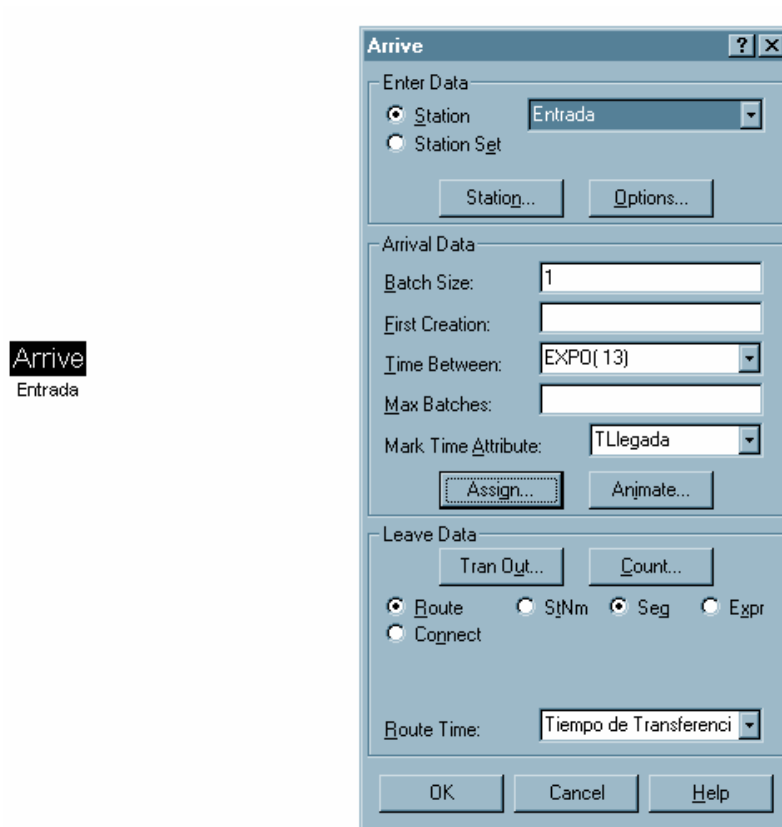 Arrive
Entrada
Arrive
Enter Data
Station
Entrada
Station Set
Station...
Options...
Arrival Data
Batch Size:
1
First Creation:
Time Between:
EXPO( 13)
Max Batches:
Mark Time Attribute:
TLlegada
Assign...
Animate...
Leave Data
Tran Out...
Count...
Route
StNm
Seq
Expr
Connect
Route Time:
Tiempo de Transferenci
OK
Cancel
Help